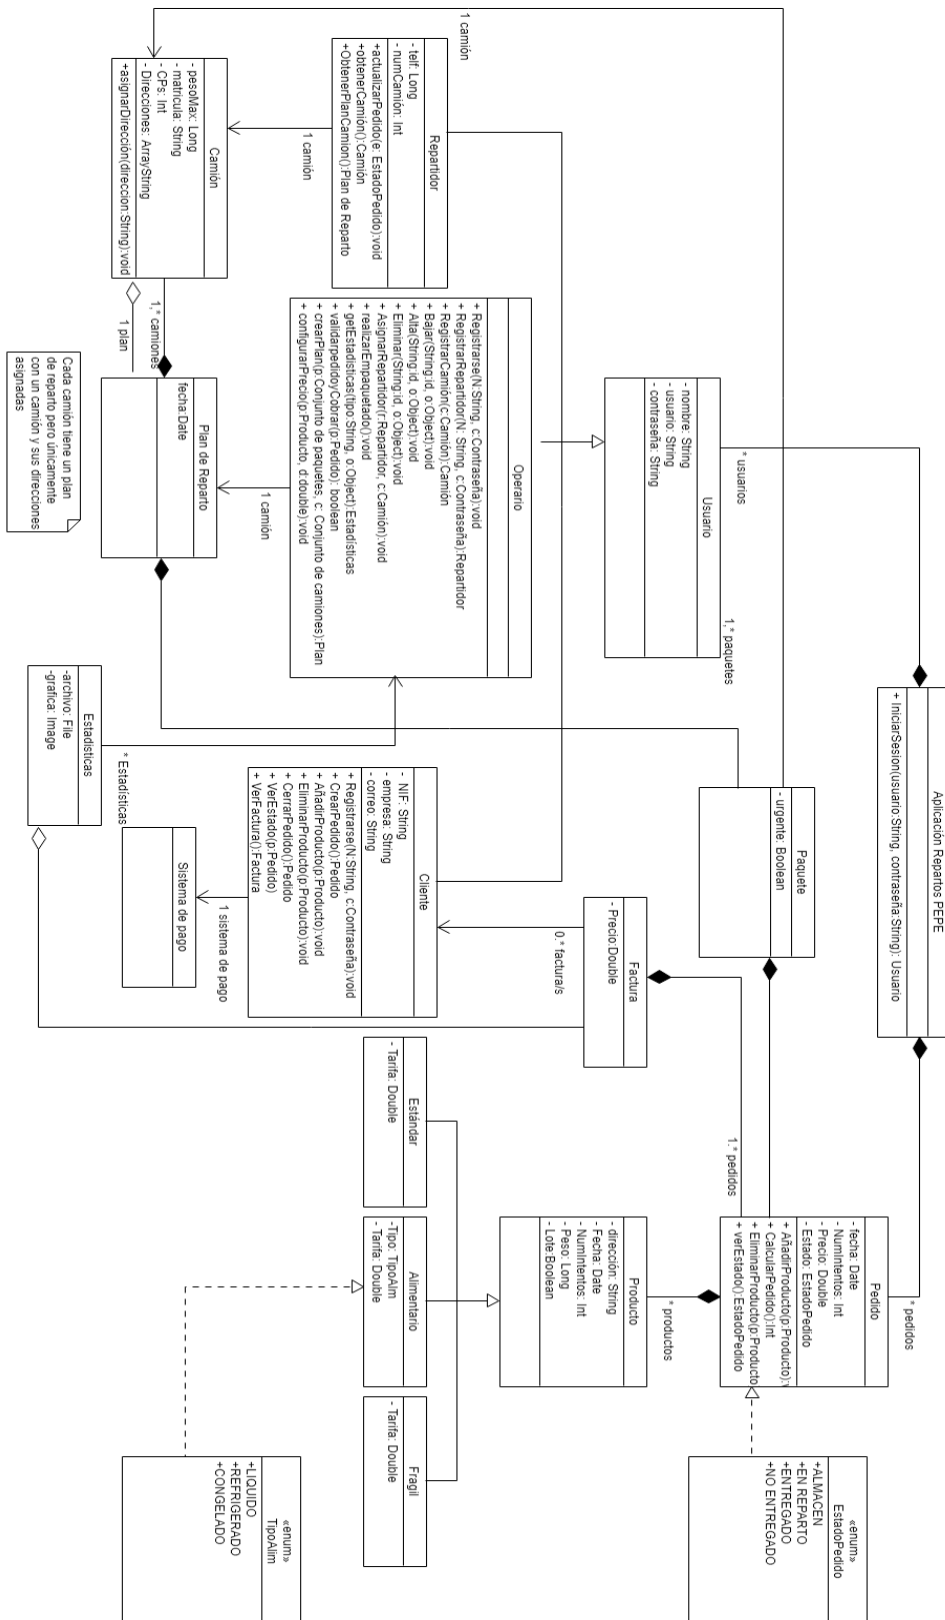 Aplicación Repartos PEPE
+ IniciarSesion(usuario:String, contraseña:String): Usuario
* usuarios
* pedidos
Usuario
- nombre: String
- usuario: String
- contraseña: String
1,* paquetes
Paquete
- urgente: Boolean
Pedido
- fecha: Date
- NumIntentos: Int
- Precio: Double
- Estado: EstadoPedido
+ AñadirProducto(p:Producto):
+ CalcularPedido():Int
+ EliminarProducto(p:Producto
+ verEstado():EstadoPedido
«enum»
EstadoPedido
+ALMACEN
+EN REPARTO
+ENTREGADO
+NO ENTREGADO
1 camión
Repartidor
- telf: Long
- numCamión: Int
+actualizarPedido(e: EstadoPedido):void
+obtenerCamión():Camión
+ObtenerPlanCamion():Plan de Reparto
Operario
+ Registrarse(N:String, c:Contraseña):void
+ RegistrarRepartidor(N: String, c:Contraseña):Repartidor
+ RegistrarCamión(c:Camión):Camión
+ Bajar(String:id, o:Object):void
+ Alta(String:id, o:Object):void
+ Eliminar(String:id, o:Object):void
+ AsignarRepartidor(r:Repartidor, c:Camión):void
+ realizarEmpaquetado():void
+ getEstadisticas(tipo:String, o:Object):Estadísticas
+ validarpedidoyCobrar(p:Pedido): boolean
+ crearPlan(p:Conjunto de paquetes, c: Conjunto de camiones):Plan
+ configurarPrecio(p:Producto, c:double):void
Factura
- Precio:Double
1.* pedidos
* productos
Producto
- dirección: String
- Fecha: Date
- NumIntentos: Int
- Peso: Long
- Lote:Boolean
0.* factura/s
Cliente
- NIF: String
- empresa: String
- correo: String
+ Registrarse(N:String, c:Contraseña):void
+ CrearPedido():Pedido
+ AñadirProducto(p:Producto):void
+ EliminarProducto(p:Producto):void
+ CerrarPedido():Pedido
+ VerEstado(p:Pedido)
+ VerFactura():Factura
Estándar
- Tarifa: Double
Alimentario
-Tipo: TipoAlim
- Tarifa: Double
Fragil
- Tarifa: Double
1 camión
1 camión
1 sistema de pago
Camión
- pesoMax: Long
- matricula: String
- CPs: Int
- Direcciones: ArrayString
+asignarDirección(direccion:String):void
1,* camiones
1 plan
Plan de Reparto
fecha:Date
* Estadísticas
Sistema de pago
«enum»
TipoAlim
+LIQUIDO
+REFRIGERADO
+CONGELADO
Estadísticas
-archivo: File
-grafica: Image
Cada camión tiene un plan
de reparto pero únicamente
con un camión y sus direcciones
asignadas